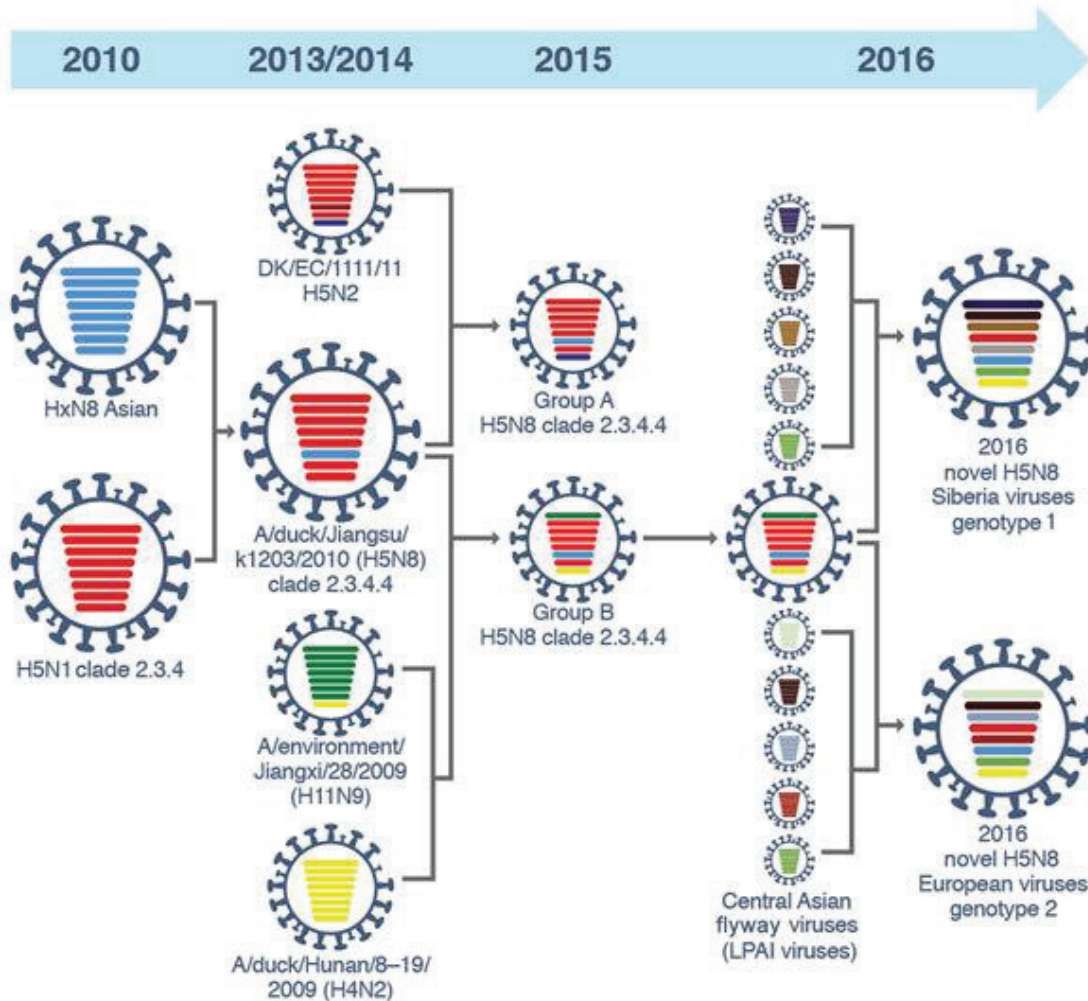 2010
2013/2014
2015
2016
HxN8 Asian
H5N1 clade 2.3.4
DK/EC/1111/11
H5N2
A/duck/Jiangsu/
k1203/2010 (H5N8)
clade 2.3.4.4
A/environment/
Jiangxi/28/2009
(H11N9)
A/duck/Hunan/8–19/
2009 (H4N2)
Group A
H5N8 clade 2.3.4.4
Group B
H5N8 clade 2.3.4.4
Central Asian
flyway viruses
(LPAI viruses)
2016
novel H5N8
Siberia viruses
genotype 1
2016
novel H5N8
European viruses
genotype 2